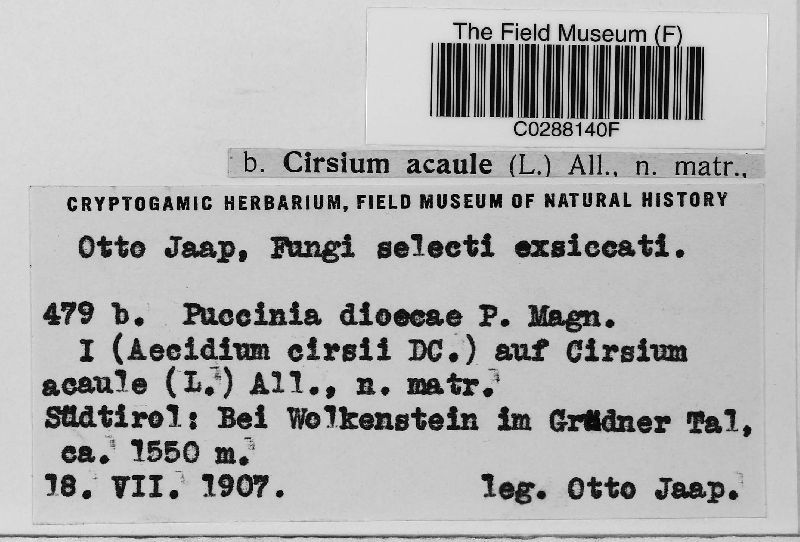 The Field Museum (F)
C0288140F
b. Cirsium acaule (L.) All., n. matr.,
CRYPTOGAMIC HERBARIUM, FIELD MUSEUM OF NATURAL HISTORY
Otto Jaap, Fungi selecti exsiccati.
479 b. Puccinia dioecae P. Magn.
I (Aecidium cirsii DC.) auf Cirsium
acaule (L.) All., n. matr.
Südtirol: Bei Wolkenstein im Grödner Tal,
ca. 1550 m.
18. VII. 1907. leg. Otto Jaap.